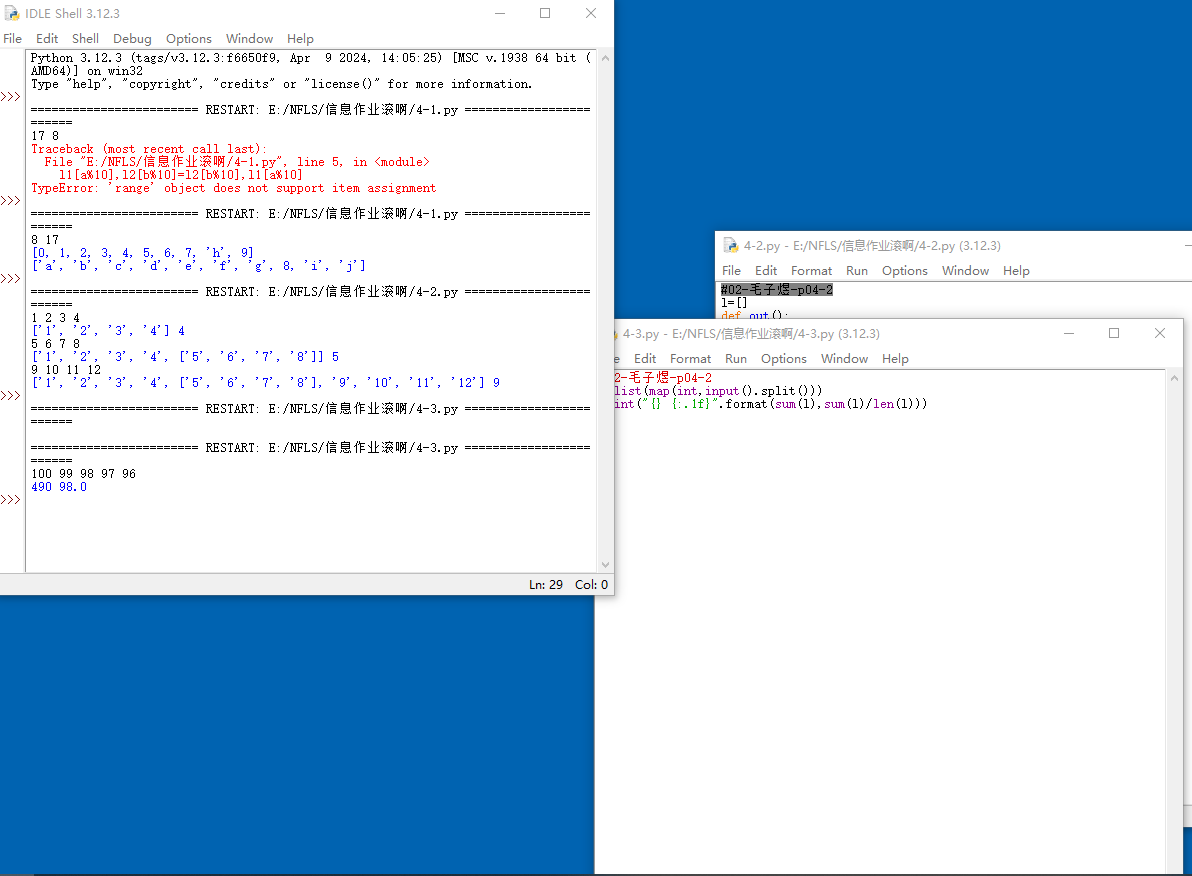 IDLE Shell 3.12.3
File Edit Shell Debug Options Window Help
Python 3.12.3 (tags/v3.12.3:f6650f9, Apr  9 2024, 14:05:25) [MSC v.1938 64 bit (
AMD64)] on win32
Type "help", "copyright", "credits" or "license()" for more information.
>>>
======================== RESTART: E:/NFLS/信息作业滚啊/4-1.py ==================
======
17 8
Traceback (most recent call last):
  File "E:/NFLS/信息作业滚啊/4-1.py", line 5, in <module>
    l1[a%10],l2[b%10]=l2[b%10],l1[a%10]
TypeError: 'range' object does not support item assignment
>>>
======================== RESTART: E:/NFLS/信息作业滚啊/4-1.py ==================
======
8 17
[0, 1, 2, 3, 4, 5, 6, 7, 'h', 9]
['a', 'b', 'c', 'd', 'e', 'f', 'g', 8, 'i', 'j']
>>>
======================== RESTART: E:/NFLS/信息作业滚啊/4-2.py ==================
======
1 2 3 4
['1', '2', '3', '4'] 4
5 6 7 8
['1', '2', '3', '4', ['5', '6', '7', '8']] 5
9 10 11 12
['1', '2', '3', '4', ['5', '6', '7', '8'], '9', '10', '11', '12'] 9
>>>
======================== RESTART: E:/NFLS/信息作业滚啊/4-3.py ==================
======
======================== RESTART: E:/NFLS/信息作业滚啊/4-3.py ==================
======
100 99 98 97 96
490 98.0
>>>
Ln: 29 Col: 0
4-2.py - E:/NFLS/信息作业滚啊/4-2.py (3.12.3)
File Edit Format Run Options Window Help
#02-毛子煜-p04-2
l=[]
def out():
4-3.py - E:/NFLS/信息作业滚啊/4-3.py (3.12.3)
e Edit Format Run Options Window Help
2-毛子煜-p04-2
list(map(int,input().split()))
int("{} {:.1f}".format(sum(l),sum(l)/len(l)))